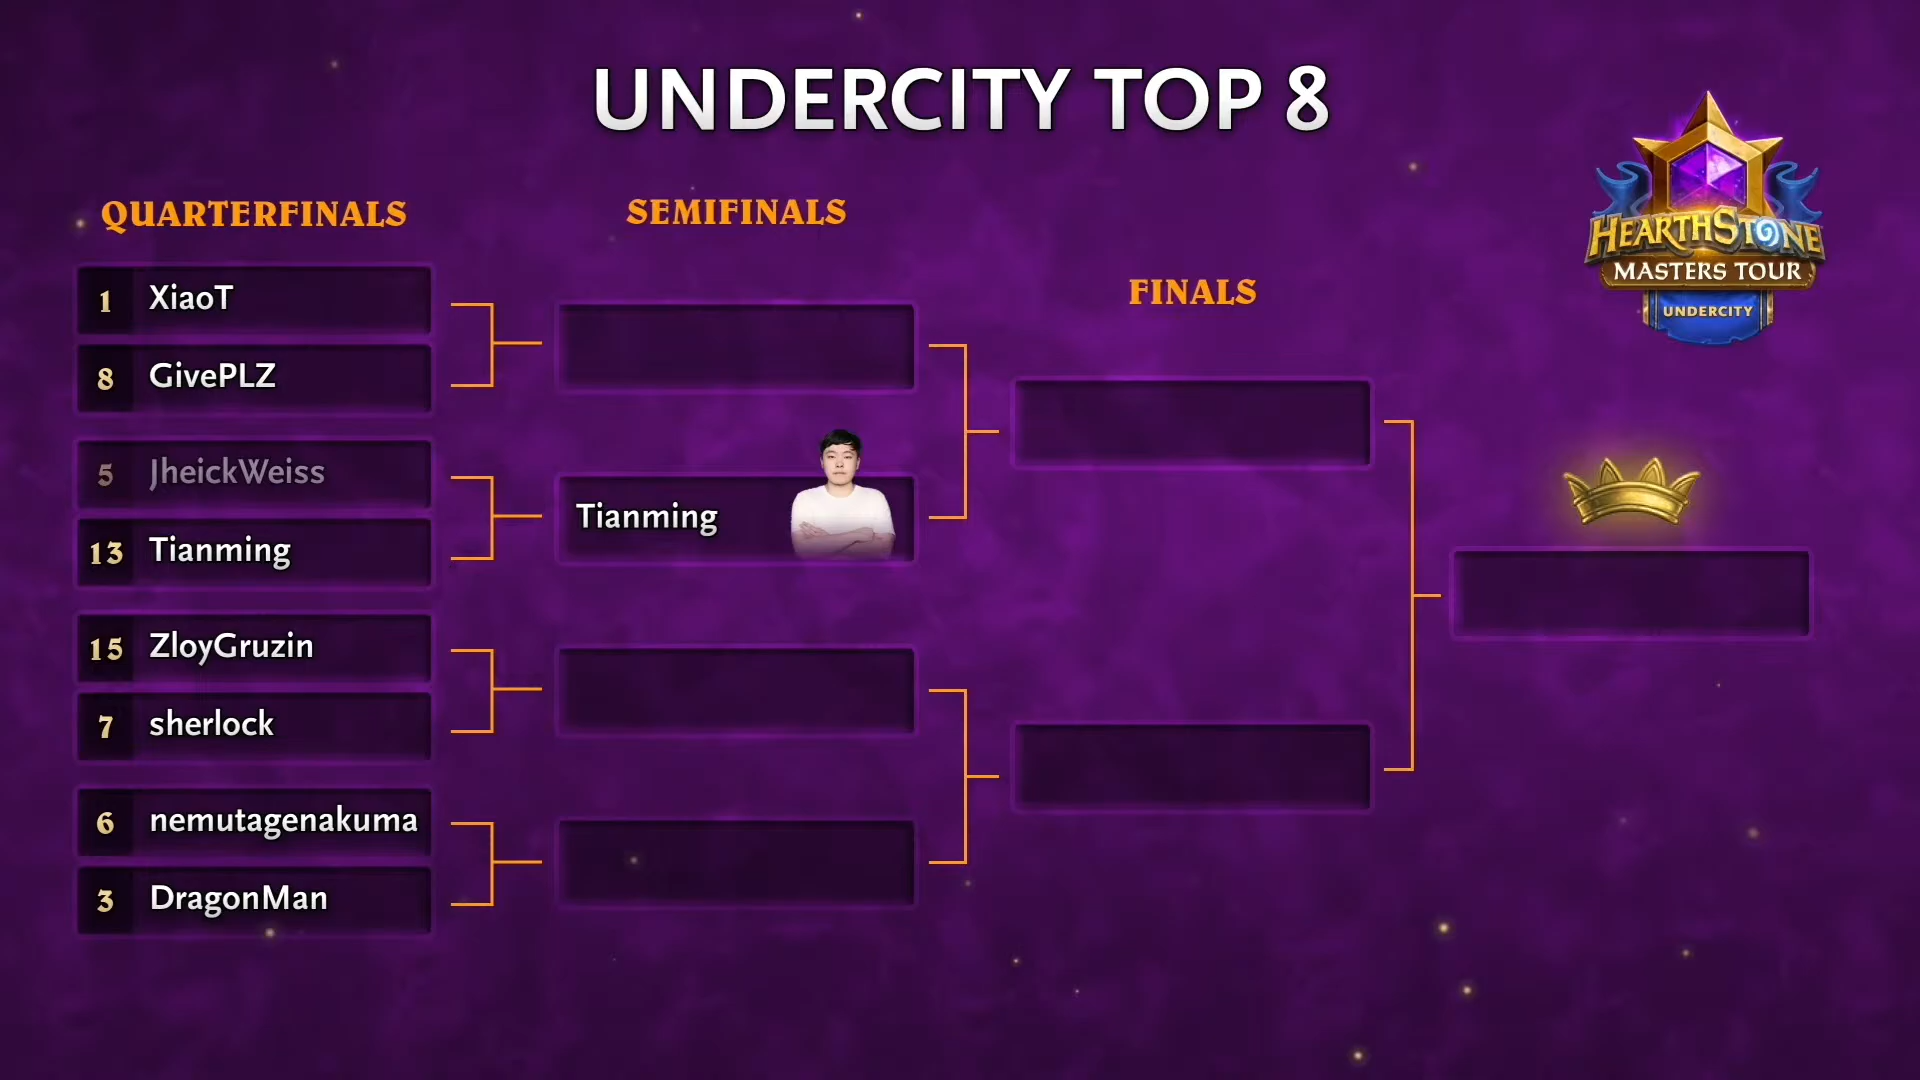 UNDERCITY TOP 8
QUARTERFINALS
SEMIFINALS
FINALS
HEARTHSTONE
MASTERS TOUR
UNDERCITY
1 XiaoT
8 GivePLZ
5 JheickWeiss
13 Tianming
15 ZloyGruzin
7 sherlock
6 nemutagenakuma
3 DragonMan
Tianming